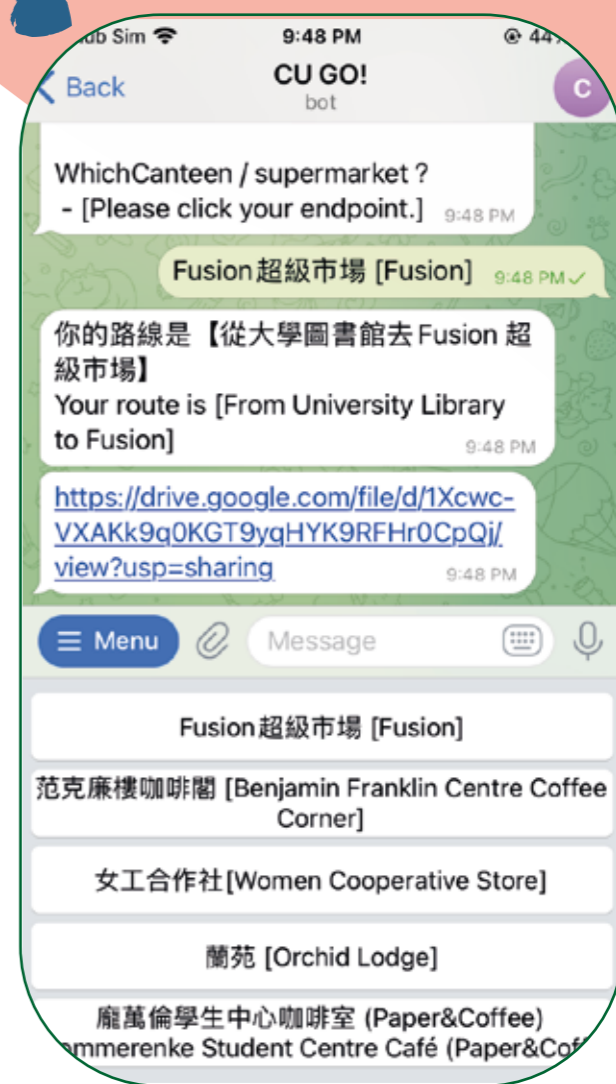 Sim
9:48 PM
Back
CU GO!
bot
C
WhichCanteen / supermarket ?
- [Please click your endpoint.] 9:48 PM
Fusion超級市場 [Fusion] 9:48 PM
你的路線是【從大學圖書館去Fusion 超
級市場】
Your route is [From University Library
to Fusion]
9:48 PM
https://drive.google.com/file/d/1Xcwc-
VXAKk9q0KGT9yqHYK9RFHr0CpQj/
view?usp=sharing
9:48 PM
Menu
Message
Fusion超級市場 [Fusion]
范克廉樓咖啡閣 [Benjamin Franklin Centre Coffee
Corner]
女工合作社[Women Cooperative Store]
蘭苑 [Orchid Lodge]
龐萬倫學生中心咖啡室 (Paper&Coffee)
Student Centre Café